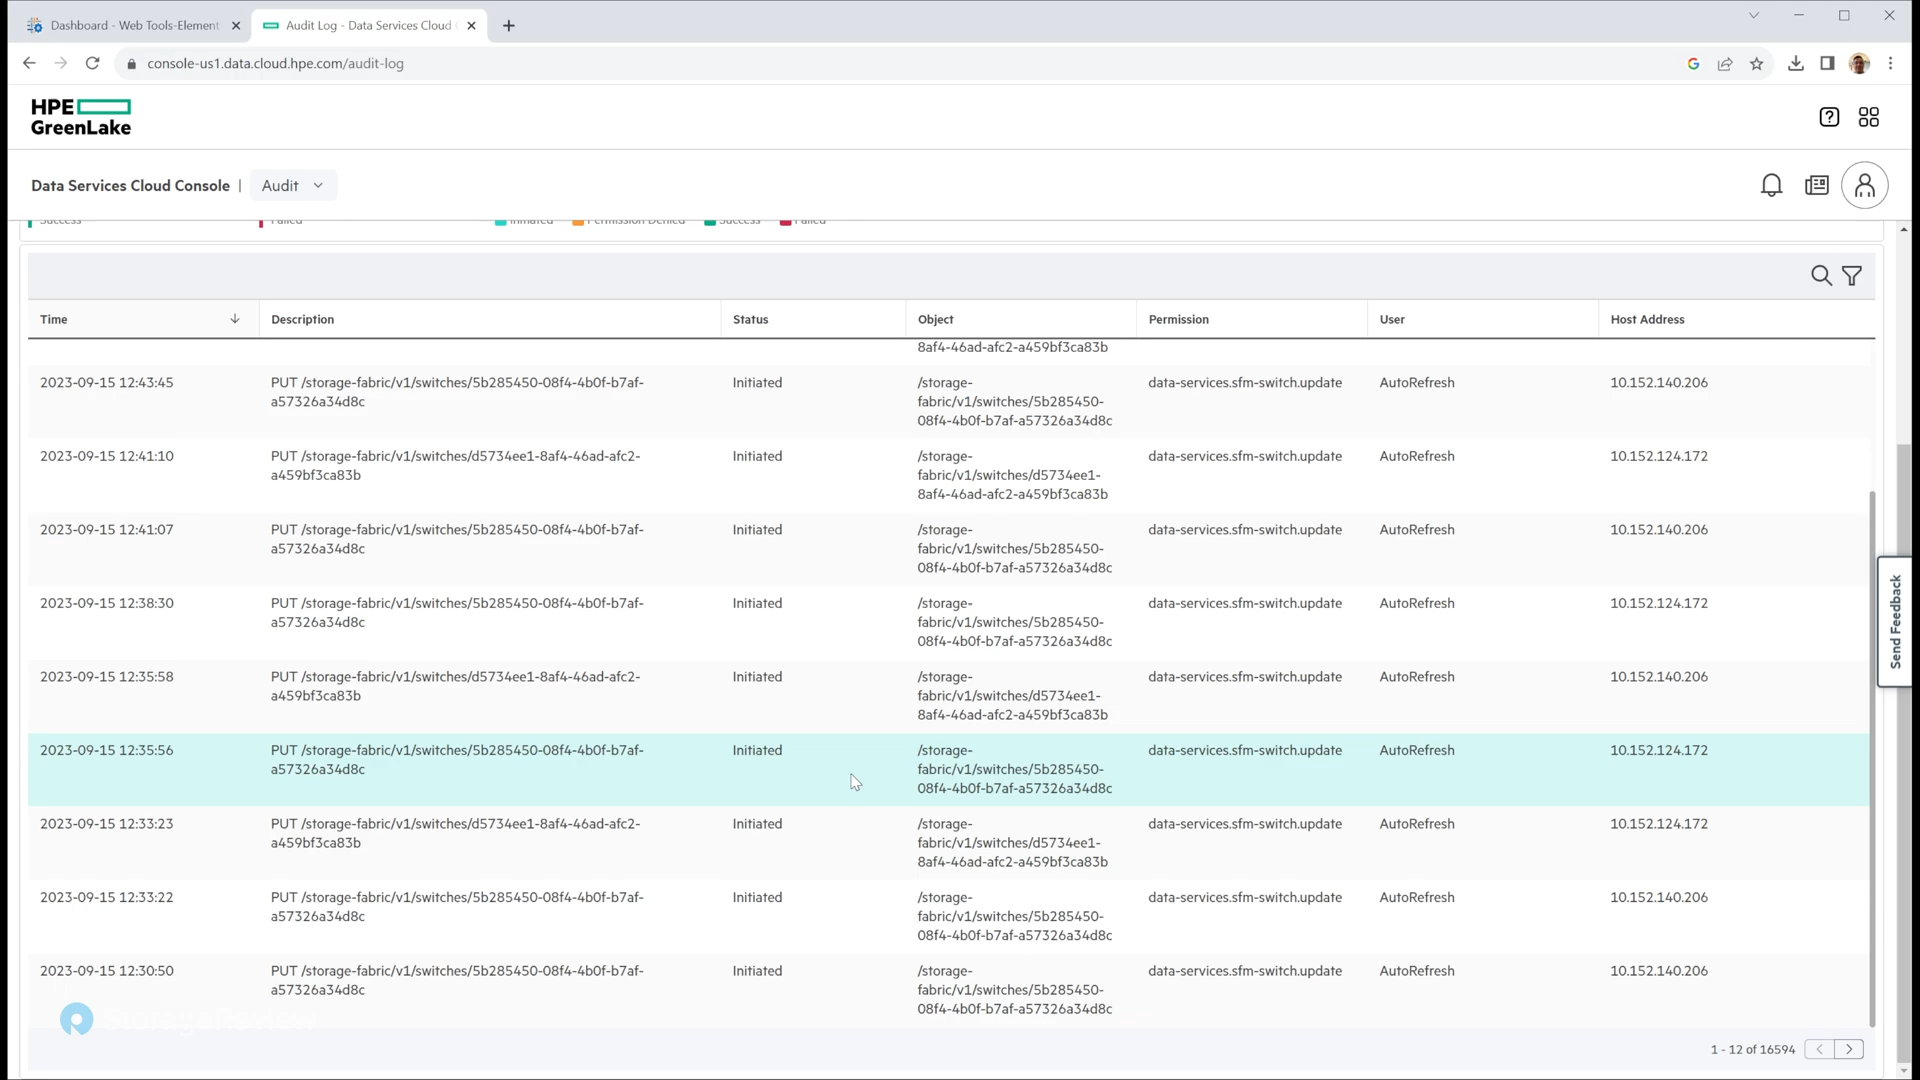 Dashboard - Web Tools-Element
Audit Log - Data Services Cloud
console-us1.data.cloud.hpe.com/audit-log
HPE
GreenLake
Data Services Cloud Console | Audit
Success Failed Initiated Permission Denied Success Failed
Time Description Status Object Permission User Host Address
8af4-46ad-afc2-a459bf3ca83b
2023-09-15 12:43:45 PUT /storage-fabric/v1/switches/5b285450-08f4-4b0f-b7af- Initiated /storage- data-services.sfm-switch.update AutoRefresh 10.152.140.206
a57326a34d8c fabric/v1/switches/5b285450-
08f4-4b0f-b7af-a57326a34d8c
2023-09-15 12:41:10 PUT /storage-fabric/v1/switches/d5734ee1-8af4-46ad-afc2- Initiated /storage- data-services.sfm-switch.update AutoRefresh 10.152.124.172
a459bf3ca83b fabric/v1/switches/d5734ee1-
8af4-46ad-afc2-a459bf3ca83b
2023-09-15 12:41:07 PUT /storage-fabric/v1/switches/5b285450-08f4-4b0f-b7af- Initiated /storage- data-services.sfm-switch.update AutoRefresh 10.152.140.206
a57326a34d8c fabric/v1/switches/5b285450-
08f4-4b0f-b7af-a57326a34d8c
2023-09-15 12:38:30 PUT /storage-fabric/v1/switches/5b285450-08f4-4b0f-b7af- Initiated /storage- data-services.sfm-switch.update AutoRefresh 10.152.124.172
a57326a34d8c fabric/v1/switches/5b285450-
08f4-4b0f-b7af-a57326a34d8c
2023-09-15 12:35:58 PUT /storage-fabric/v1/switches/d5734ee1-8af4-46ad-afc2- Initiated /storage- data-services.sfm-switch.update AutoRefresh 10.152.140.206
a459bf3ca83b fabric/v1/switches/d5734ee1-
8af4-46ad-afc2-a459bf3ca83b
2023-09-15 12:35:56 PUT /storage-fabric/v1/switches/5b285450-08f4-4b0f-b7af- Initiated /storage- data-services.sfm-switch.update AutoRefresh 10.152.124.172
a57326a34d8c fabric/v1/switches/5b285450-
08f4-4b0f-b7af-a57326a34d8c
2023-09-15 12:33:23 PUT /storage-fabric/v1/switches/d5734ee1-8af4-46ad-afc2- Initiated /storage- data-services.sfm-switch.update AutoRefresh 10.152.124.172
a459bf3ca83b fabric/v1/switches/d5734ee1-
8af4-46ad-afc2-a459bf3ca83b
2023-09-15 12:33:22 PUT /storage-fabric/v1/switches/5b285450-08f4-4b0f-b7af- Initiated /storage- data-services.sfm-switch.update AutoRefresh 10.152.140.206
a57326a34d8c fabric/v1/switches/5b285450-
08f4-4b0f-b7af-a57326a34d8c
2023-09-15 12:30:50 PUT /storage-fabric/v1/switches/5b285450-08f4-4b0f-b7af- Initiated /storage- data-services.sfm-switch.update AutoRefresh 10.152.140.206
a57326a34d8c fabric/v1/switches/5b285450-
08f4-4b0f-b7af-a57326a34d8c
StorageReview
1 - 12 of 16594
Send Feedback